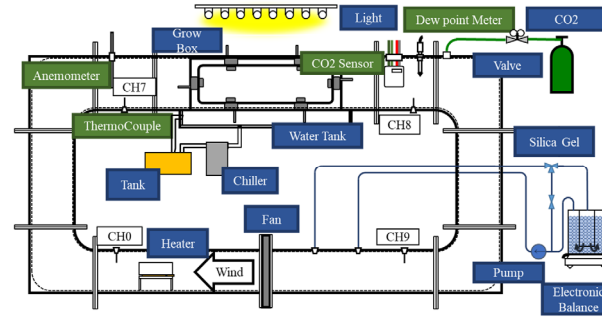 Light
Dew point Meter
CO2
Grow
Box
CO2 Sensor
Valve
Anemometer
CH7
ThermoCouple
Water Tank
CH8
Silica Gel
Tank
Chiller
Fan
CH0
Heater
CH9
Wind
Pump
Electronic
Balance